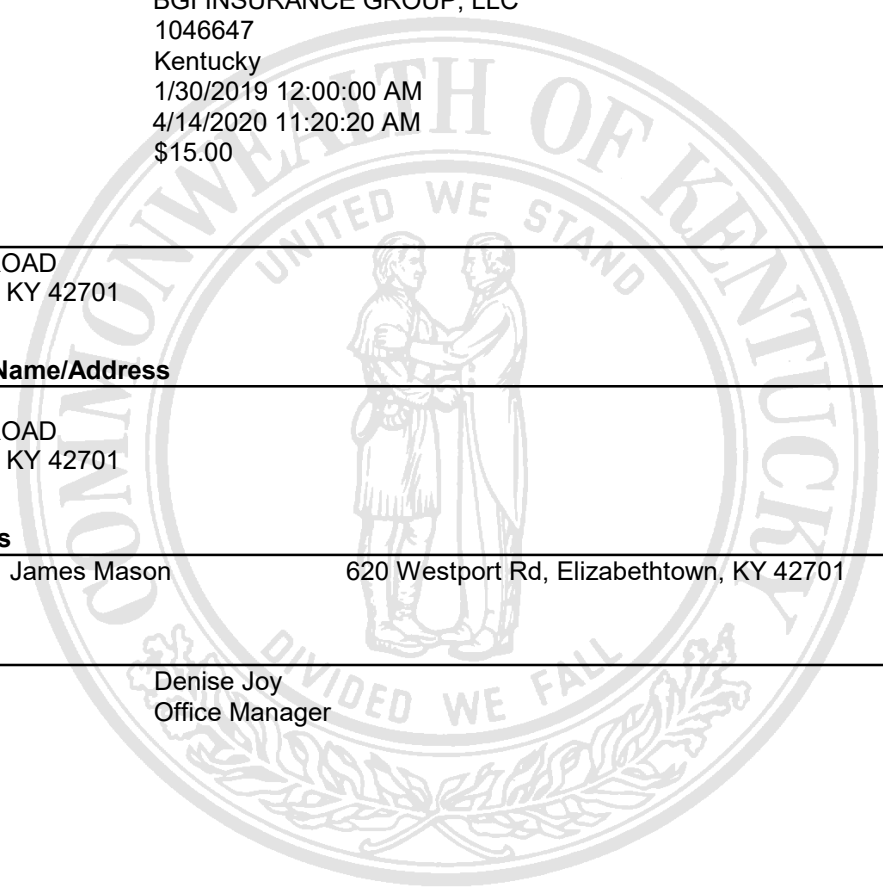 BGI INSURANCE GROUP, LLC
1046647
Kentucky
1/30/2019 12:00:00 AM
4/14/2020 11:20:20 AM
$15.00
COMMONWEALTH OF KENTUCKY
UNITED WE STAND
OAD
KY 42701
Name/Address
OAD
KY 42701
s
James Mason 620 Westport Rd, Elizabethtown, KY 42701
DIVIDED WE FALL
Denise Joy
Office Manager